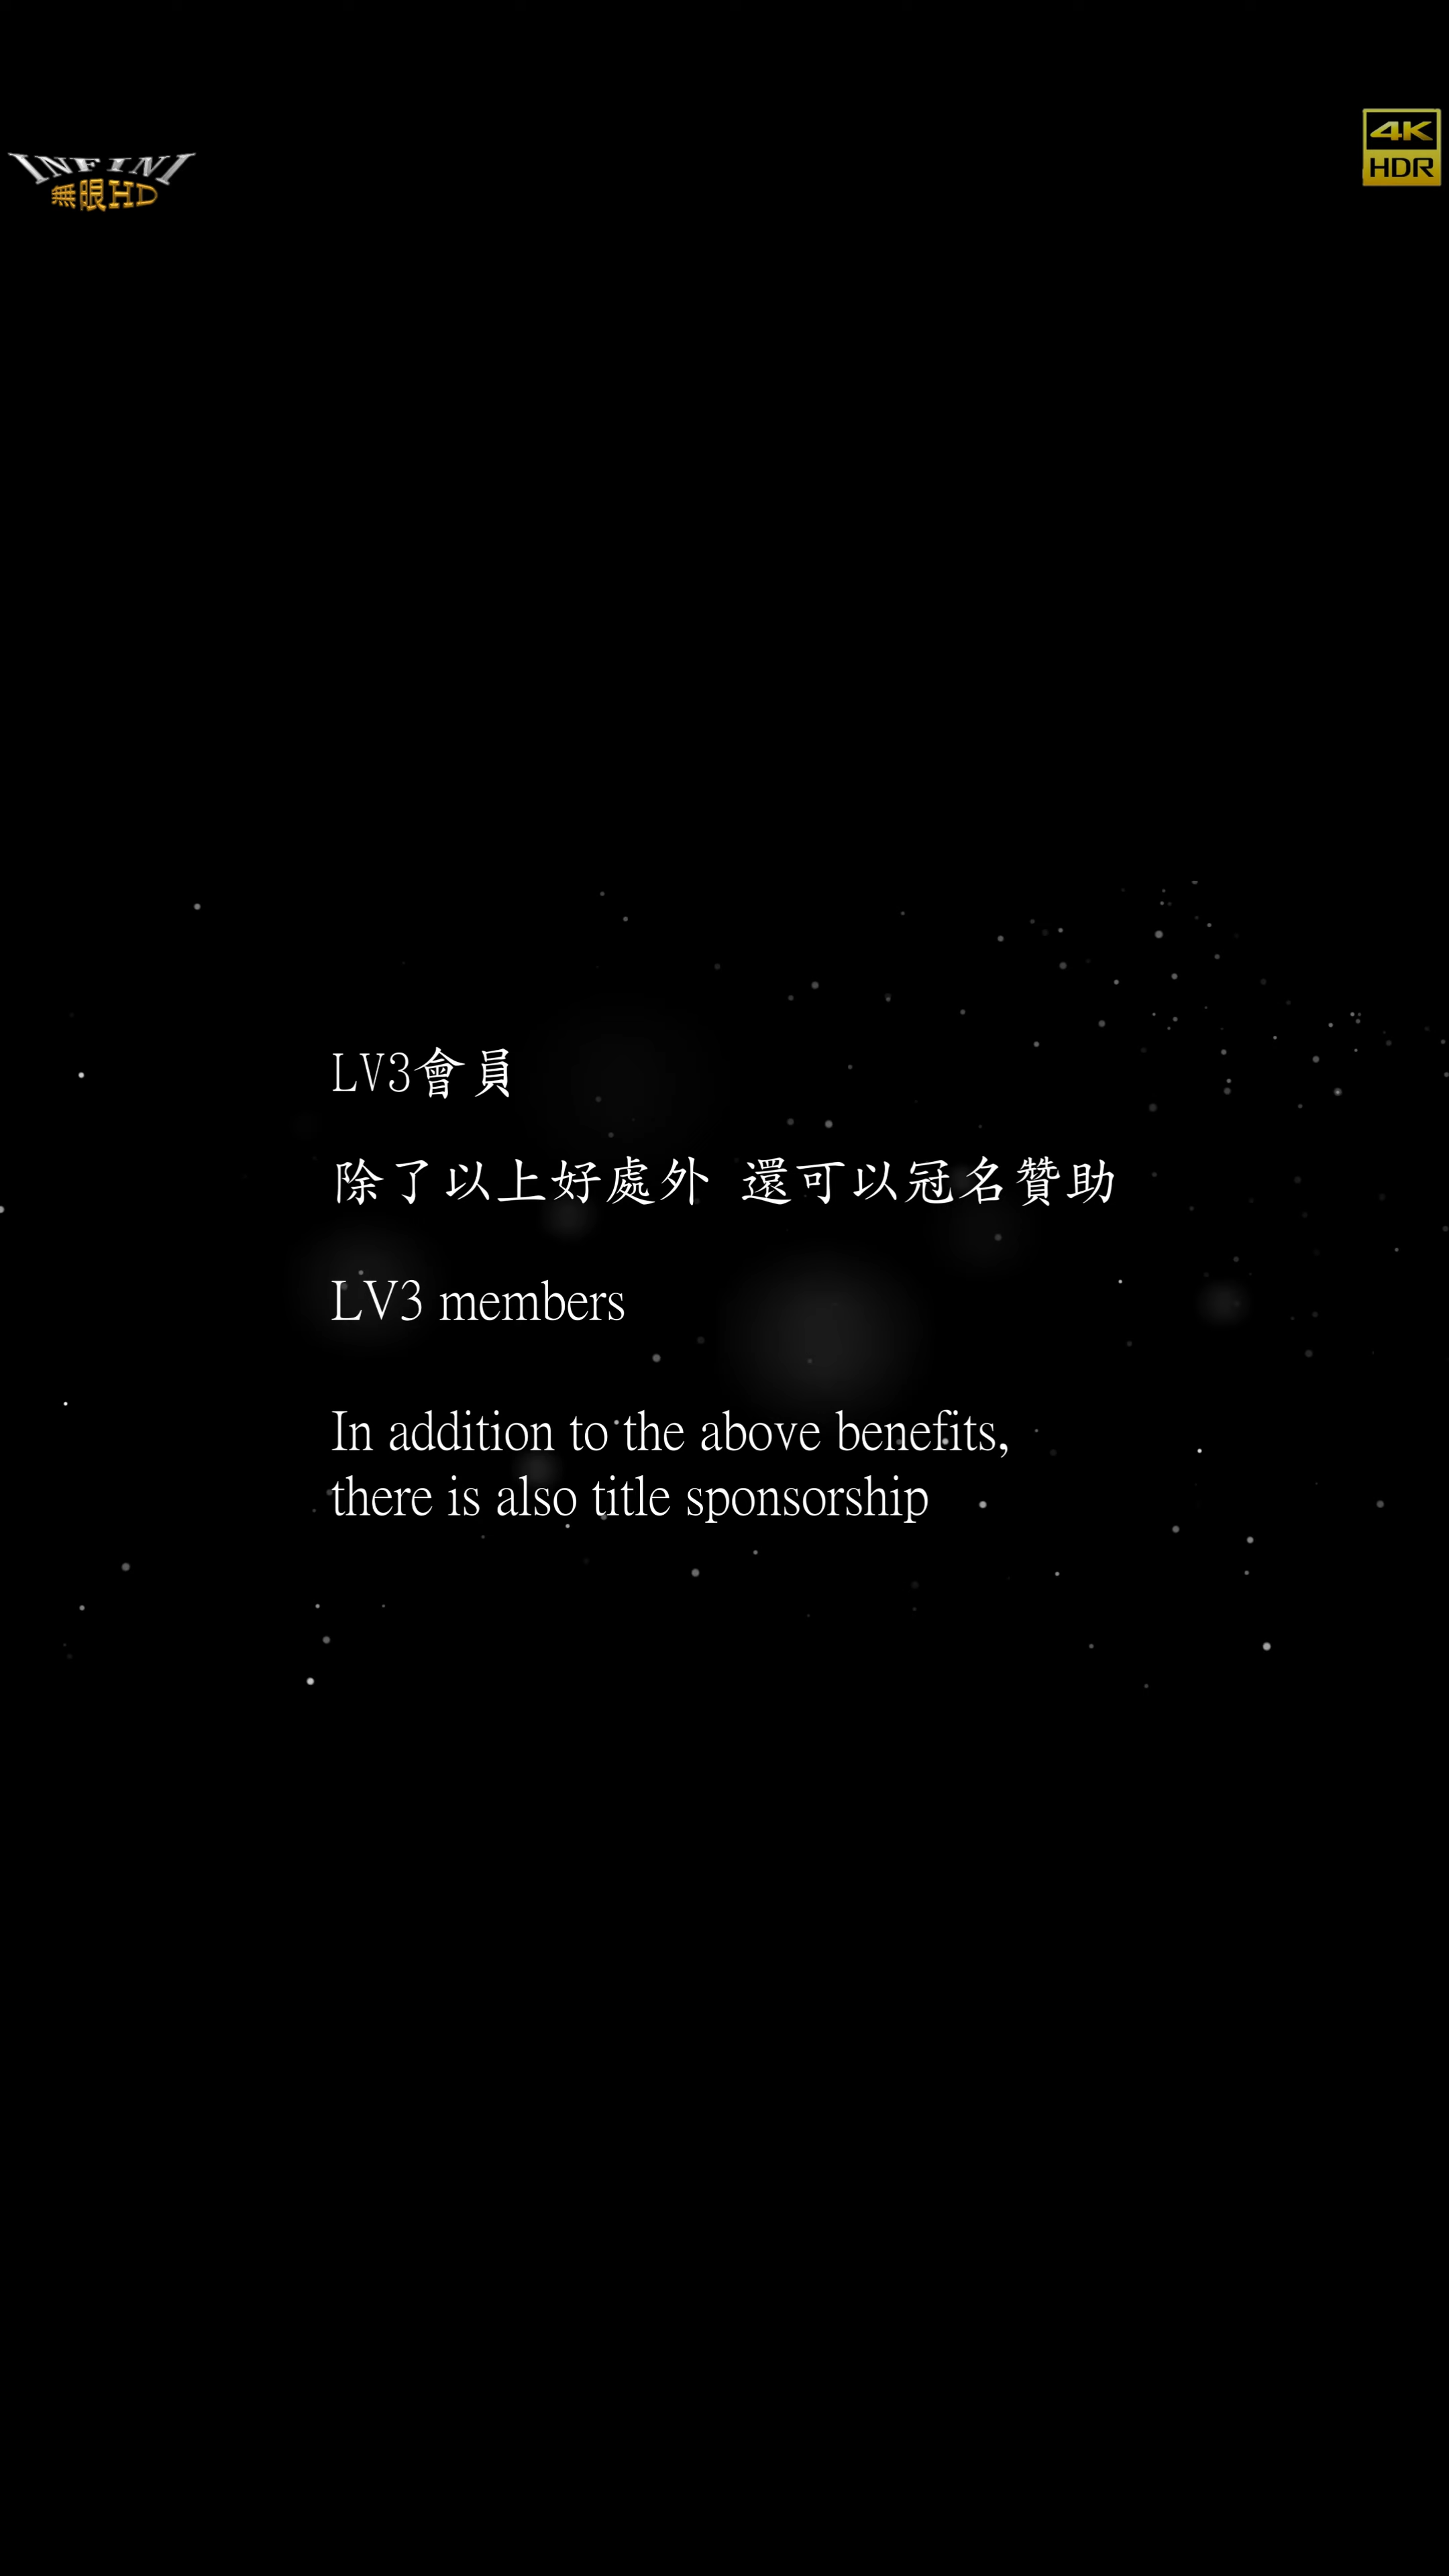 INFINI
無限HD
4K
HDR
LV3會員
除了以上好處外 還可以冠名贊助
LV3 members
In addition to the above benefits,
there is also title sponsorship